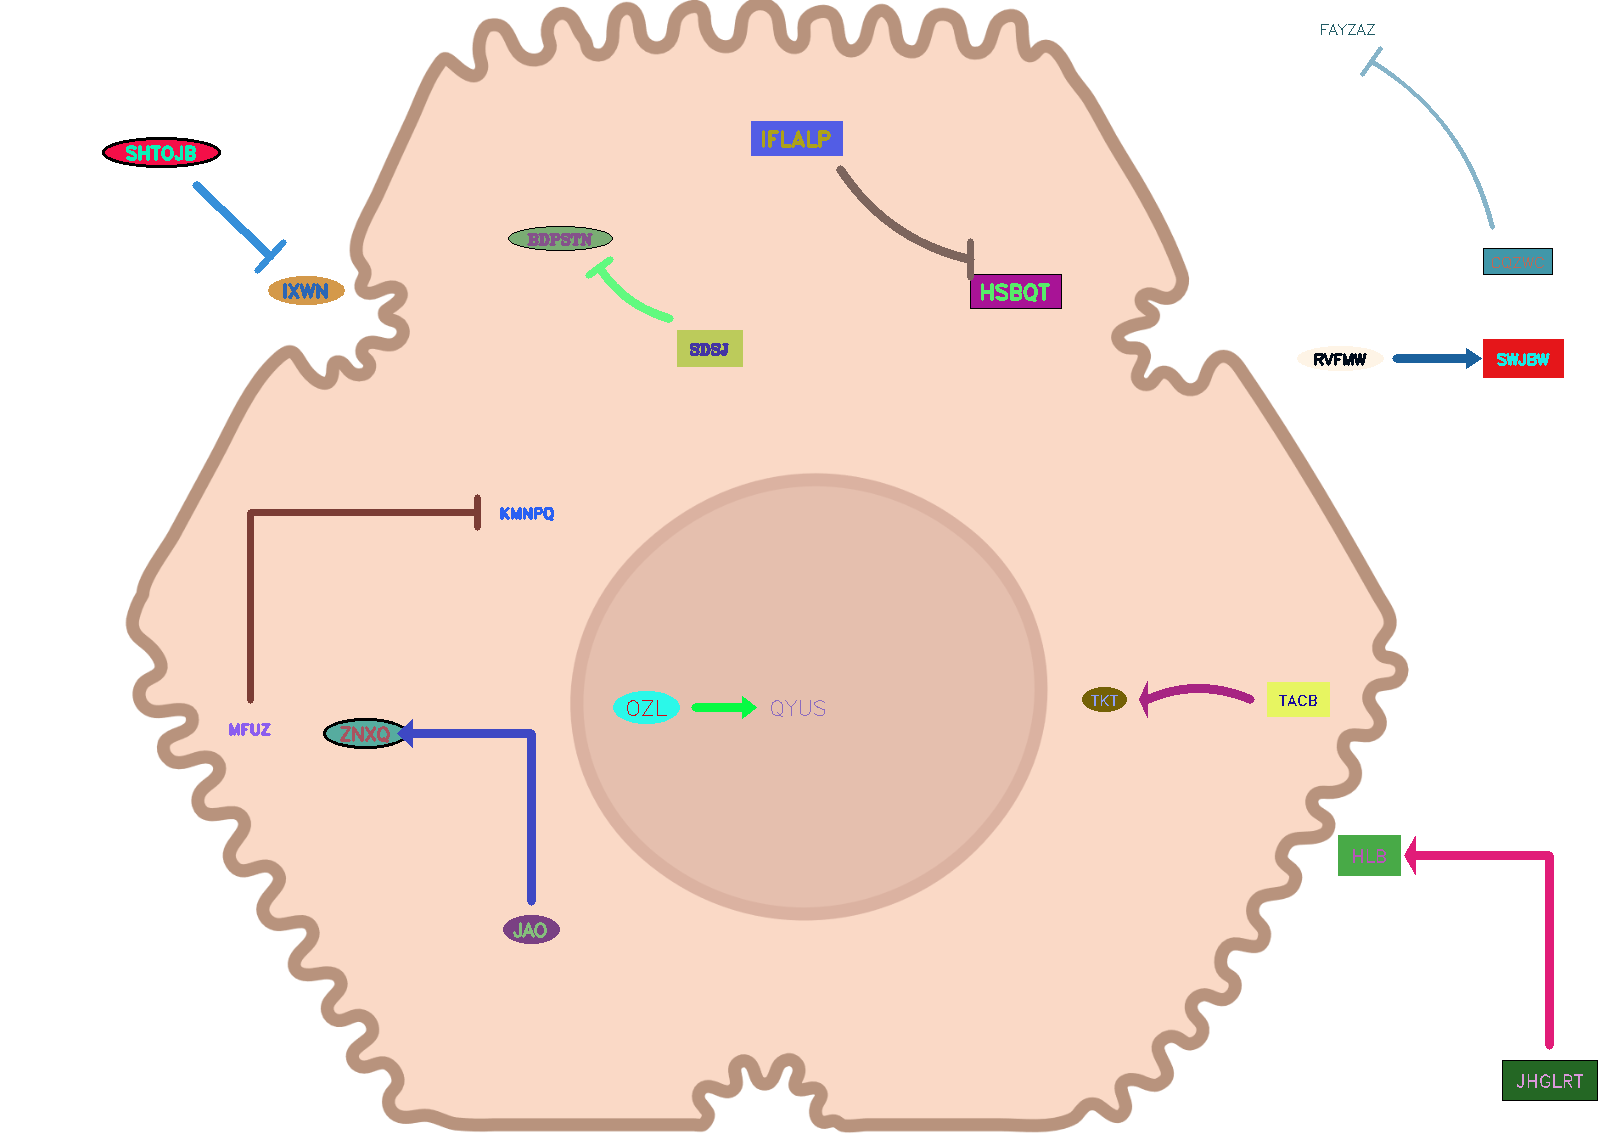 FAYZAZ
IFLALP
SHTOJB
BDPSTN
IXWN
HSBQT
SDSJ
RVFMW
SWJBW
KMNPQ
TKT
TACB
OZL
QYUS
MFUZ
ZNXQ
JAO
JHGLRT